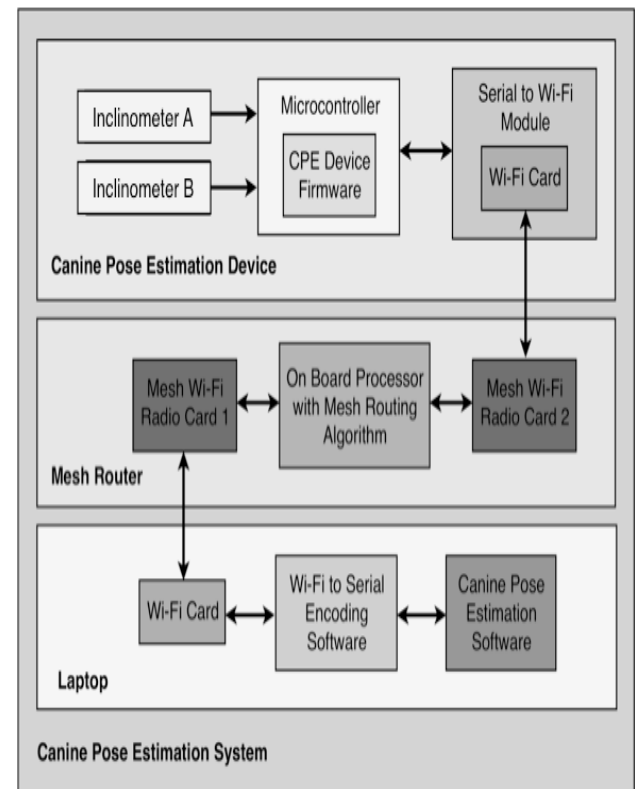 Inclinometer A
Inclinometer B
Microcontroller
CPE Device
Firmware
Serial to Wi-Fi
Module
Wi-Fi Card
Canine Pose Estimation Device
Mesh Wi-Fi
Radio Card 1
On Board Processor
with Mesh Routing
Algorithm
Mesh Wi-Fi
Radio Card 2
Mesh Router
Wi-Fi Card
Wi-Fi to Serial
Encoding
Software
Canine Pose
Estimation
Software
Laptop
Canine Pose Estimation System